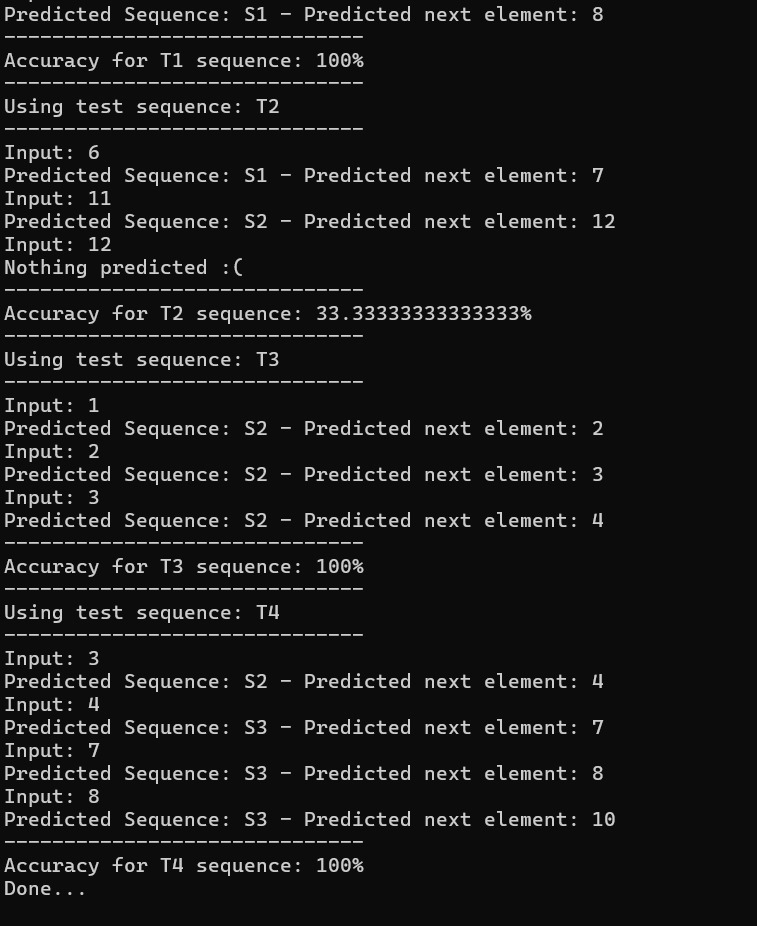 Predicted Sequence: S1 - Predicted next element: 8
------------------------------
Accuracy for T1 sequence: 100%
------------------------------
Using test sequence: T2
------------------------------
Input: 6
Predicted Sequence: S1 - Predicted next element: 7
Input: 11
Predicted Sequence: S2 - Predicted next element: 12
Input: 12
Nothing predicted :(
------------------------------
Accuracy for T2 sequence: 33.33333333333333%
------------------------------
Using test sequence: T3
------------------------------
Input: 1
Predicted Sequence: S2 - Predicted next element: 2
Input: 2
Predicted Sequence: S2 - Predicted next element: 3
Input: 3
Predicted Sequence: S2 - Predicted next element: 4
------------------------------
Accuracy for T3 sequence: 100%
------------------------------
Using test sequence: T4
------------------------------
Input: 3
Predicted Sequence: S2 - Predicted next element: 4
Input: 4
Predicted Sequence: S3 - Predicted next element: 7
Input: 7
Predicted Sequence: S3 - Predicted next element: 8
Input: 8
Predicted Sequence: S3 - Predicted next element: 10
------------------------------
Accuracy for T4 sequence: 100%
Done...